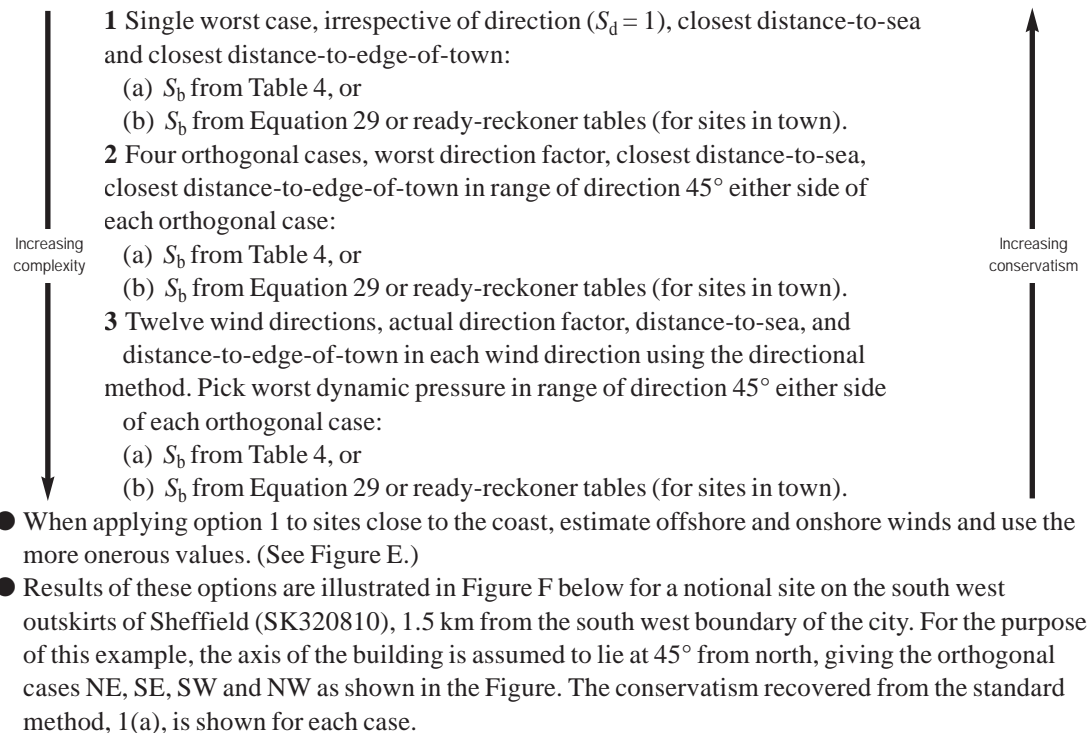 1 Single worst case, irrespective of direction (Sd = 1), closest distance-to-sea
and closest distance-to-edge-of-town:
(a) Sb from Table 4, or
(b) Sb from Equation 29 or ready-reckoner tables (for sites in town).
2 Four orthogonal cases, worst direction factor, closest distance-to-sea,
closest distance-to-edge-of-town in range of direction 45° either side of
each orthogonal case:
Increasing
complexity
(a) Sb from Table 4, or
(b) Sb from Equation 29 or ready-reckoner tables (for sites in town).
Increasing
conservatism
3 Twelve wind directions, actual direction factor, distance-to-sea, and
distance-to-edge-of-town in each wind direction using the directional
method. Pick worst dynamic pressure in range of direction 45° either side
of each orthogonal case:
(a) Sb from Table 4, or
(b) Sb from Equation 29 or ready-reckoner tables (for sites in town).
● When applying option 1 to sites close to the coast, estimate offshore and onshore winds and use the
more onerous values. (See Figure E.)
● Results of these options are illustrated in Figure F below for a notional site on the south west
outskirts of Sheffield (SK320810), 1.5 km from the south west boundary of the city. For the purpose
of this example, the axis of the building is assumed to lie at 45° from north, giving the orthogonal
cases NE, SE, SW and NW as shown in the Figure. The conservatism recovered from the standard
method, 1(a), is shown for each case.